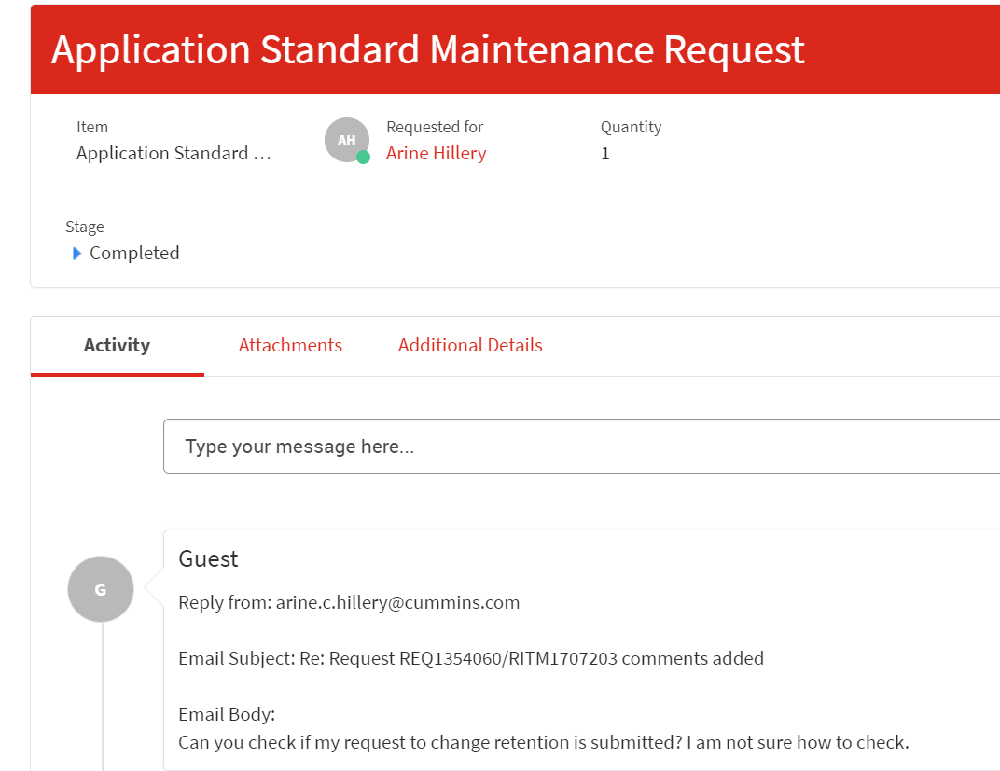 Application Standard Maintenance Request
Item
Application Standard ...
AH
Requested for
Arine Hillery
Quantity
1
Stage
Completed
Activity
Attachments
Additional Details
Type your message here...
G
Guest
Reply from: arine.c.hillery@cummins.com
Email Subject: Re: Request REQ1354060/RITM1707203 comments added
Email Body:
Can you check if my request to change retention is submitted? I am not sure how to check.